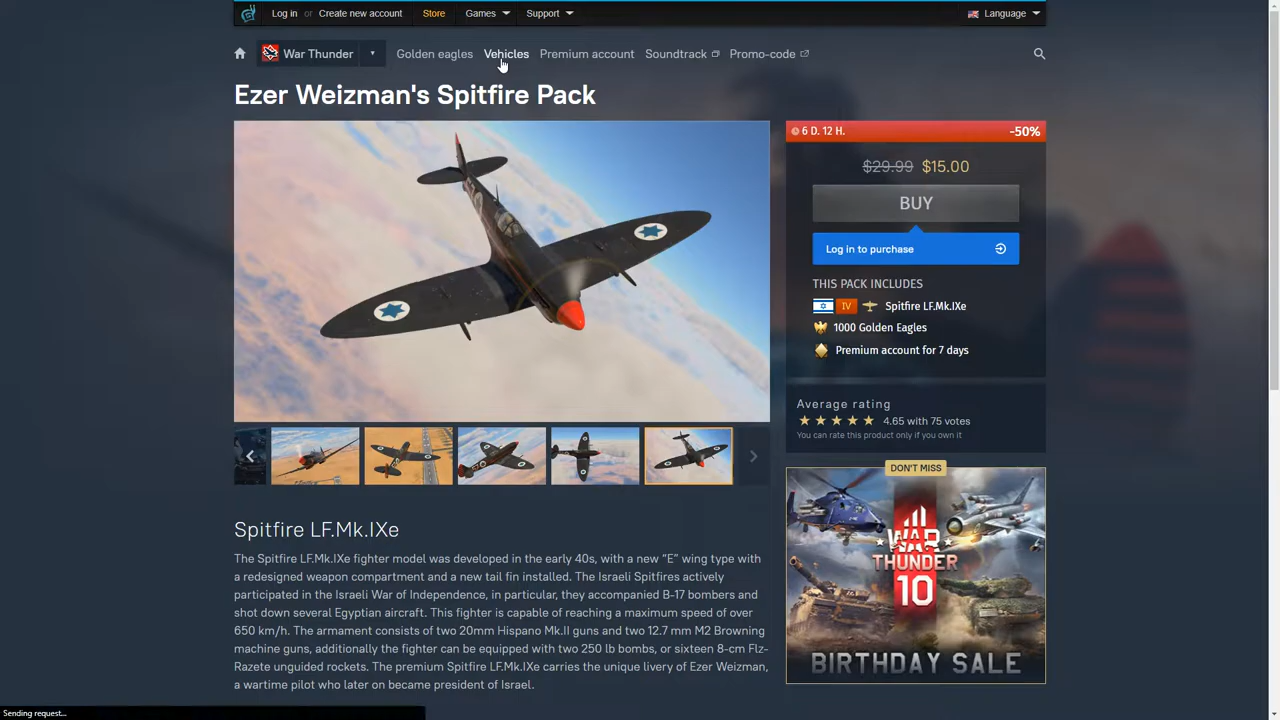 Log in or Create new account Store Games Support Language
War Thunder Golden eagles Vehicles Premium account Soundtrack Promo-code
Ezer Weizman's Spitfire Pack
6 D. 12 H. -50%
$29.99 $15.00
BUY
Log in to purchase
THIS PACK INCLUDES
IV Spitfire LF.Mk.IXe
1000 Golden Eagles
Premium account for 7 days
Average rating
4.65 with 75 votes
You can rate this product only if you own it
DON'T MISS
WAR
THUNDER
10
BIRTHDAY SALE
Spitfire LF.Mk.IXe
The Spitfire LF.Mk.IXe fighter model was developed in the early 40s, with a new “E” wing type with
a redesigned weapon compartment and a new tail fin installed. The Israeli Spitfires actively
participated in the Israeli War of Independence, in particular, they accompanied B-17 bombers and
shot down several Egyptian aircraft. This fighter is capable of reaching a maximum speed of over
650 km/h. The armament consists of two 20mm Hispano Mk.II guns and two 12.7 mm M2 Browning
machine guns, additionally the fighter can be equipped with two 250 lb bombs, or sixteen 8-cm Flz-
Razete unguided rockets. The premium Spitfire LF.Mk.IXe carries the unique livery of Ezer Weizman,
a wartime pilot who later on became president of Israel.
Sending request...